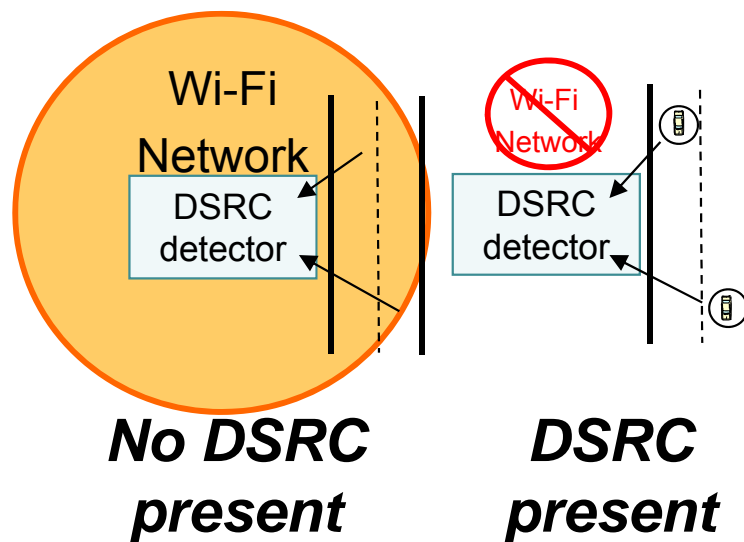 Wi-Fi
Network
DSRC
detector
No DSRC
present
Wi-Fi
Network
DSRC
detector
DSRC
present